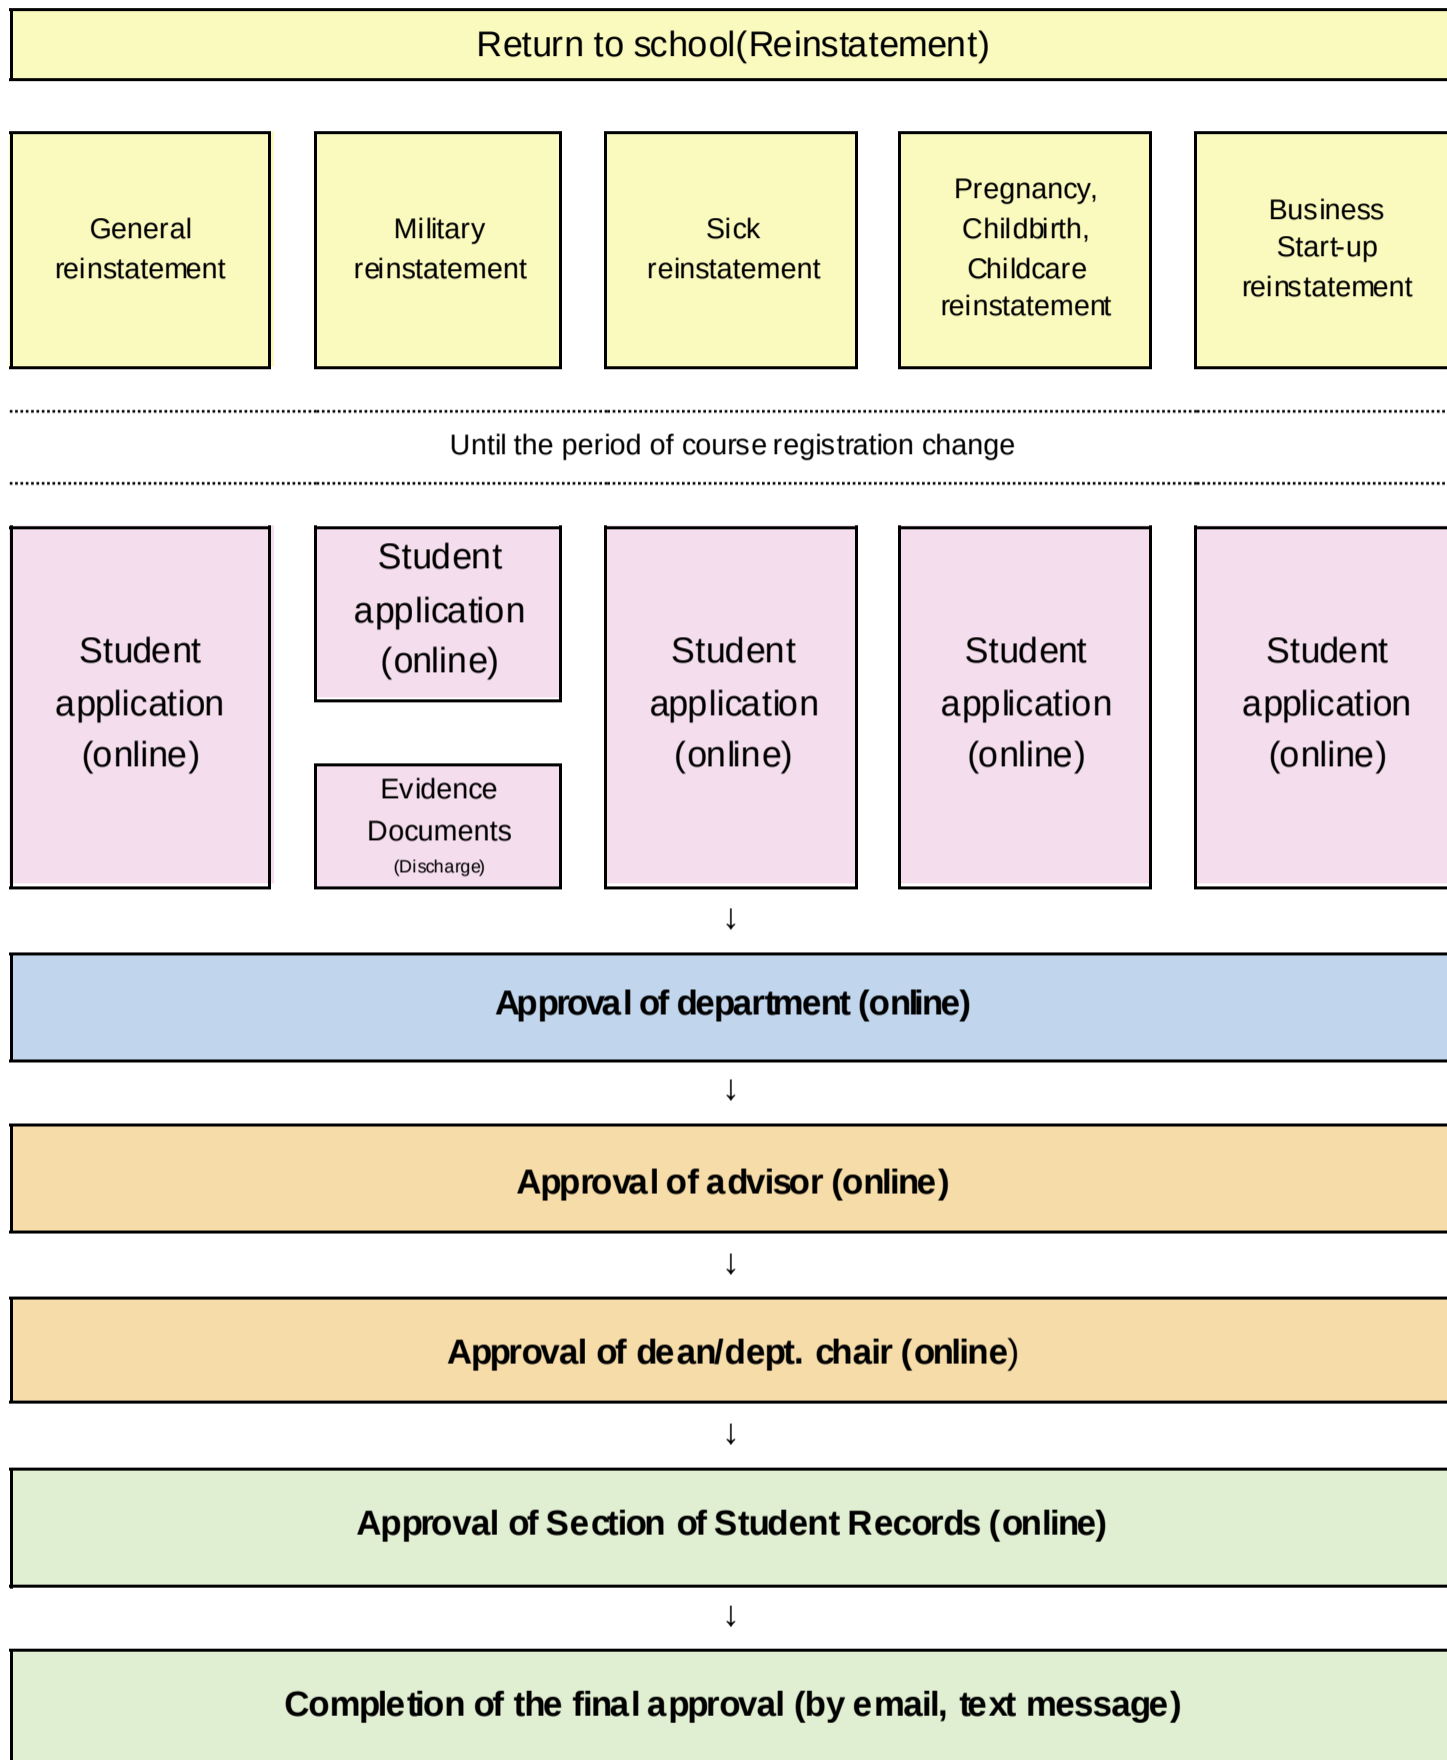 Return to school(Reinstatement)
General
reinstatement
Military
reinstatement
Sick
reinstatement
Pregnancy,
Childbirth,
Childcare
reinstatement
Business
Start-up
reinstatement
Until the period of course registration change
Student
application
(online)
Student
application
(online)
Evidence
Documents
(Discharge)
Student
application
(online)
Student
application
(online)
Student
application
(online)
↓
Approval of department (online)
↓
Approval of advisor (online)
↓
Approval of dean/dept. chair (online)
↓
Approval of Section of Student Records (online)
↓
Completion of the final approval (by email, text message)